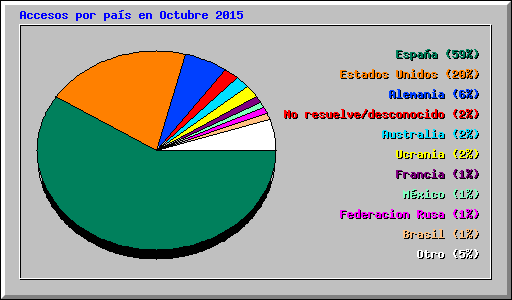 Accesos por país en Octubre 2015
España (59%)
Estados Unidos (20%)
Alemania (6%)
No resuelve/desconocido (2%)
Australia (2%)
Ucrania (2%)
Francia (1%)
México (1%)
Federacion Rusa (1%)
Brasil (1%)
Otro (5%)